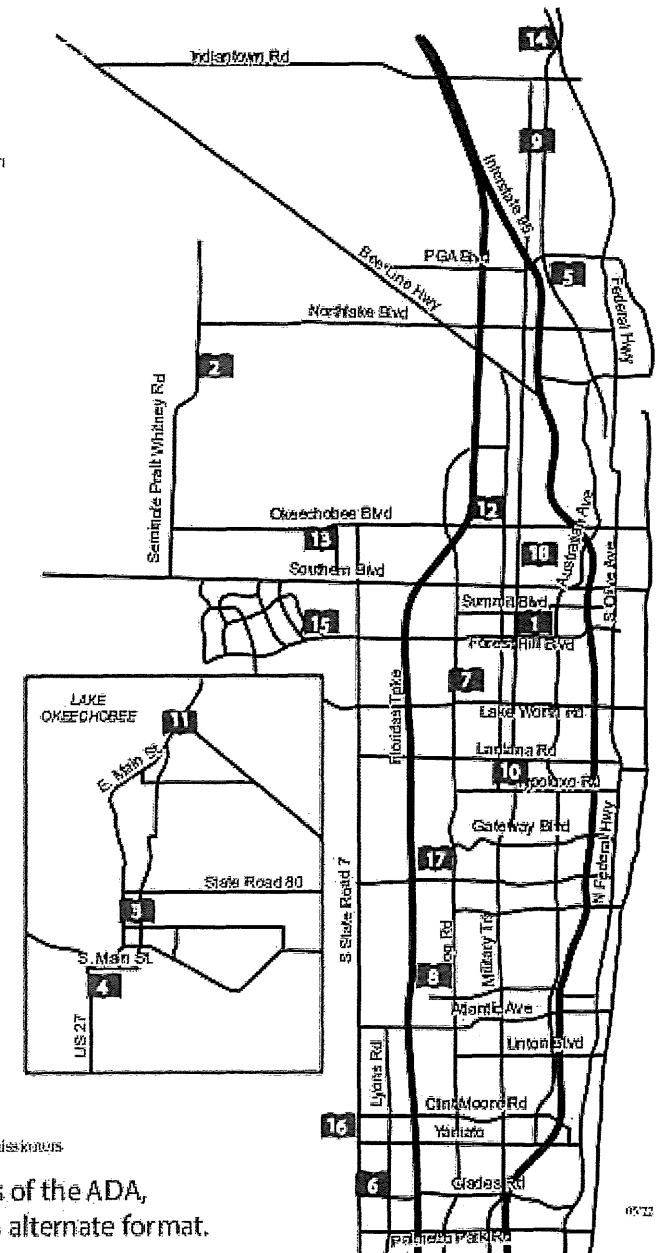 14
Indiantown Rd
9
Interstate 95
PGA Blvd
5
Bee Line Hwy
Federal Hwy
Northlake Blvd
2
Seminole Pratt Whitney Rd
12
Okeechobee Blvd
13
18
Australian Ave
Southern Blvd
S Olive Ave
Summit Blvd
1
15
Forest Hill Blvd
7
Florida Tpke
Lake Worth Rd
LAKE
OKEECHOBEE
11
Lantana Rd
E. Main St.
10
Gateway Blvd
N Federal Hwy
17
State Road 80
S. State Road 7
3
Military Trl
S. Main St.
8
4
Atlantic Ave
US 27
Linton Blvd
Lyons Rd
Clint Moore Rd
16
Yamato
s of the ADA,
6
Glades Rd
alternate format.
Palmetto Park Rd